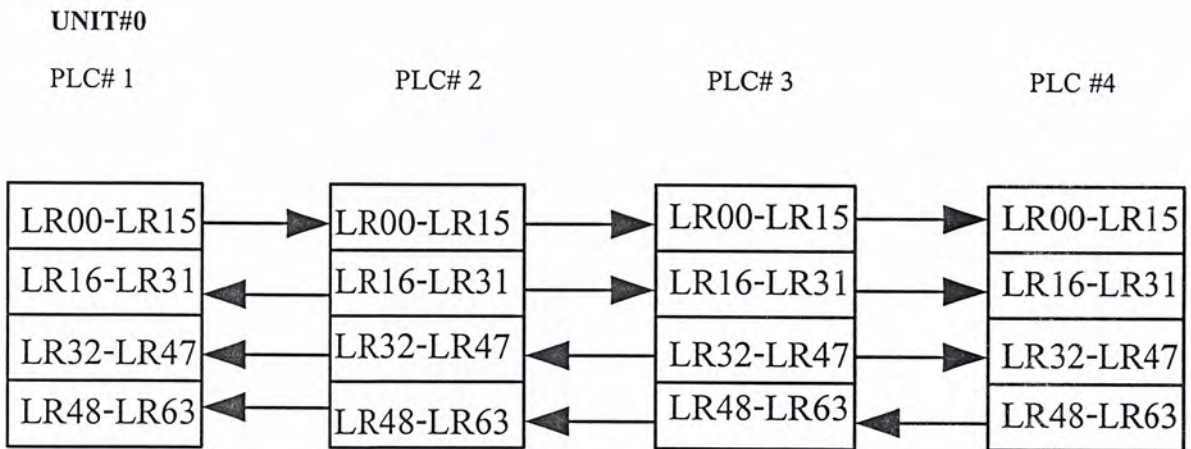 UNIT#0
PLC# 1 PLC# 2 PLC# 3 PLC #4
LR00-LR15 LR00-LR15 LR00-LR15 LR00-LR15
LR16-LR31 LR16-LR31 LR16-LR31 LR16-LR31
LR32-LR47 LR32-LR47 LR32-LR47 LR32-LR47
LR48-LR63 LR48-LR63 LR48-LR63 LR48-LR63